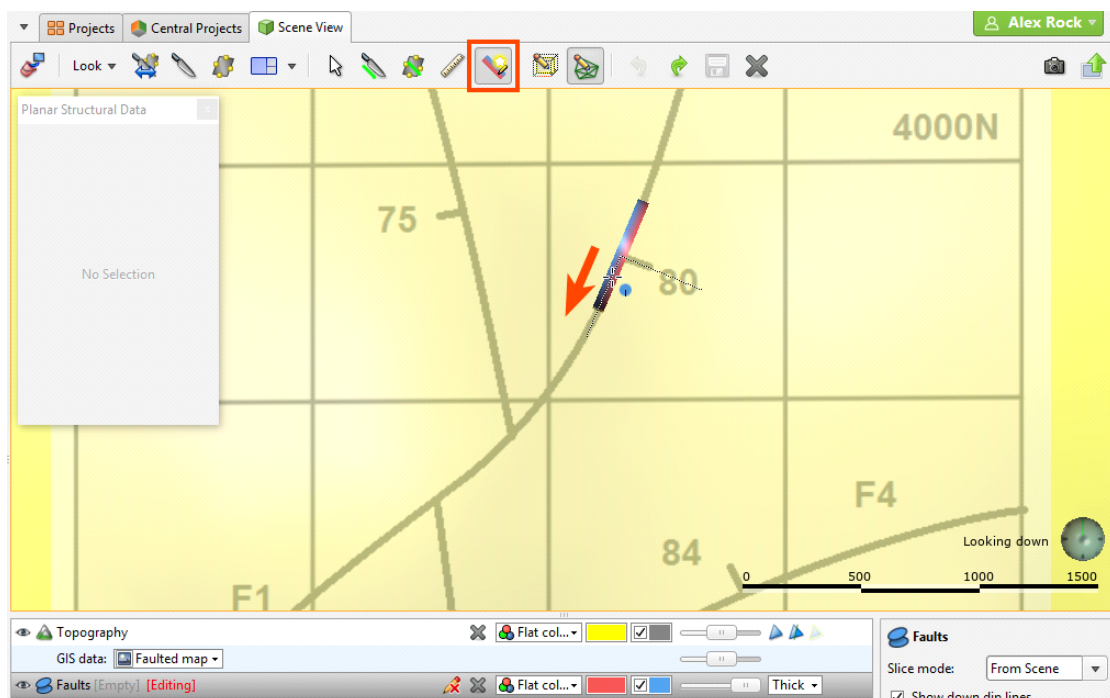 Projects Central Projects Scene View Alex Rock
Look
Planar Structural Data
No Selection
4000N
75
80
F4
84
F1
Looking down
0 500 1000 1500
Topography Flat col...
GIS data: Faulted map
Faults [Empty] [Editing] Flat col... Thick
Faults
Slice mode: From Scene
Show down dip lines